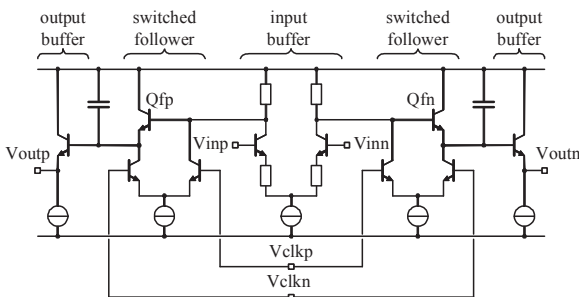 output buffer
switched follower
input buffer
switched follower
output buffer
Qfp
Qfn
Voutp
Vinp
Vinn
Voutn
Vclkp
Vclkn